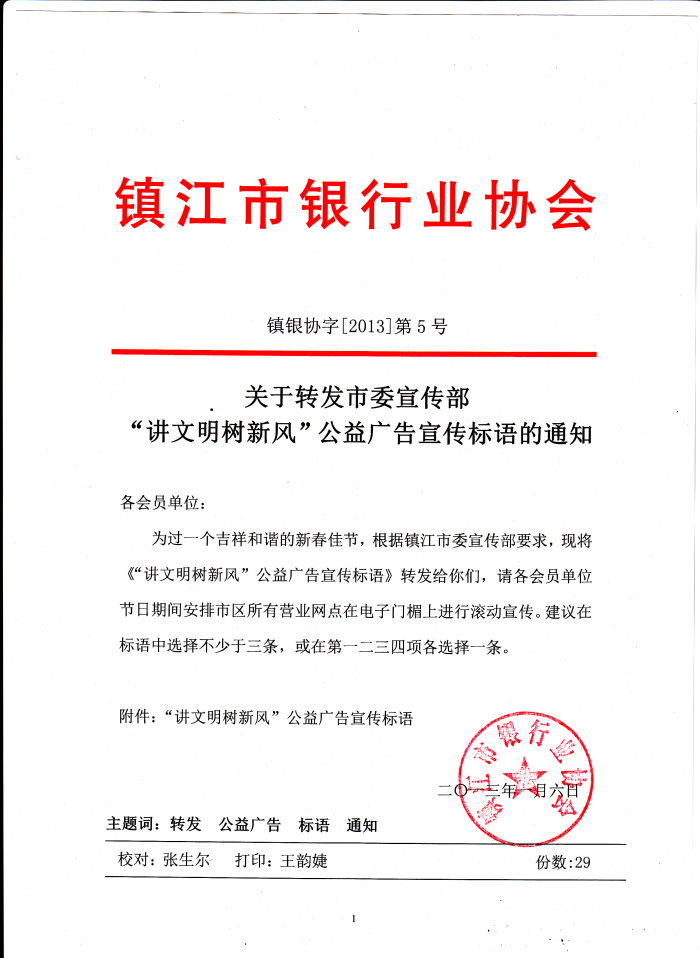 镇江市银行业协会
镇银协字[2013]第5号
关于转发市委宣传部
“讲文明树新风”公益广告宣传标语的通知
各会员单位：
为过一个吉祥和谐的新春佳节，根据镇江市委宣传部要求，现将
《“讲文明树新风”公益广告宣传标语》转发给你们，请各会员单位
节日期间安排市区所有营业网点在电子门楣上进行滚动宣传。建议在
标语中选择不少于三条，或在第一二三四项各选择一条。
附件：“讲文明树新风”公益广告宣传标语
镇江市银行业协会
二〇一三年一月六日
主题词：转发 公益广告 标语 通知
校对：张生尔 打印：王韵婕 份数:29
1